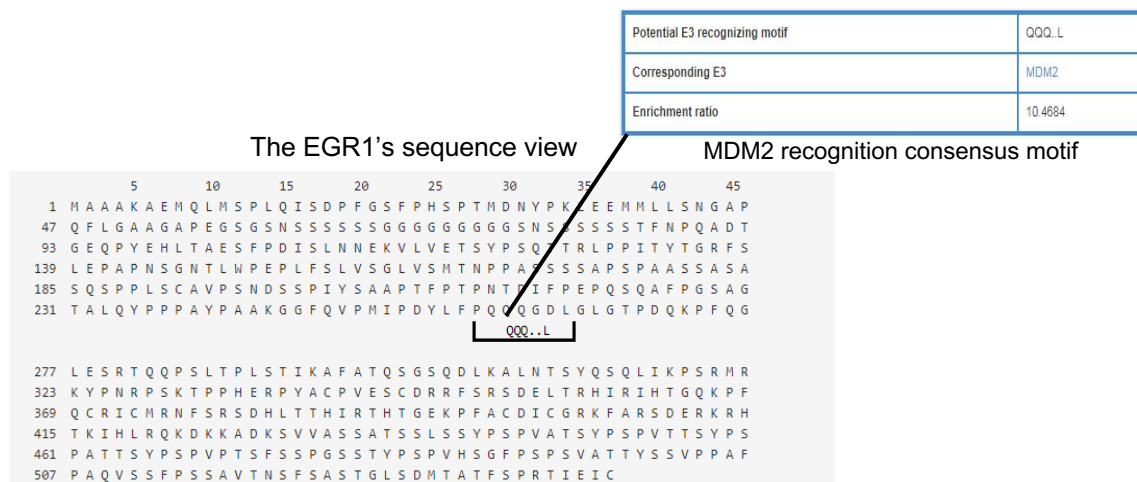 Potential E3 recognizing motif QQQ..L
Corresponding E3 MDM2
Enrichment ratio 10.4684
The EGR1's sequence view
MDM2 recognition consensus motif
5 10 15 20 25 30 35 40 45
1 M A A A K A E M Q L M S P L Q I S D P F G S F P H S P T M D N Y P K L E E M M L L S N G A P
47 Q F L G A A G A P E G S G S N S S S S S S G G G G G G G G G S N S S S S S S T F N P Q A D T
93 G E Q P Y E H L T A E S F P D I S L N N E K V L V E T S Y P S Q T T R L P P I T Y T G R F S
139 L E P A P N S G N T L W P E P L F S L V S G L V S M T N P P A S S S S A P S P A A S S A S A
185 S Q S P P L S C A V P S N D S S P I Y S A A P T F P T P N T D I F P E P Q S Q A F P G S A G
231 T A L Q Y P P P A Y P A A K G G F Q V P M I P D Y L F P Q Q Q G D L G L G T P D Q K P F Q G
QQQ..L
277 L E S R T Q Q P S L T P L S T I K A F A T Q S G S Q D L K A L N T S Y Q S Q L I K P S R M R
323 K Y P N R P S K T P P H E R P Y A C P V E S C D R R F S R S D E L T R H I R I H T G Q K P F
369 Q C R I C M R N F S R S D H L T T H I R T H T G E K P F A C D I C G R K F A R S D E R K R H
415 T K I H L R Q K D K K A D K S V V A S S A T S S L S S Y P S P V A T S Y P S P V T T S Y P S
461 P A T T S Y P S P V P T S F S S P G S S T Y P S P V H S G F P S P S V A T T Y S S V P P A F
507 P A Q V S S F P S S A V T N S F S A S T G L S D M T A T F S P R T I E I C